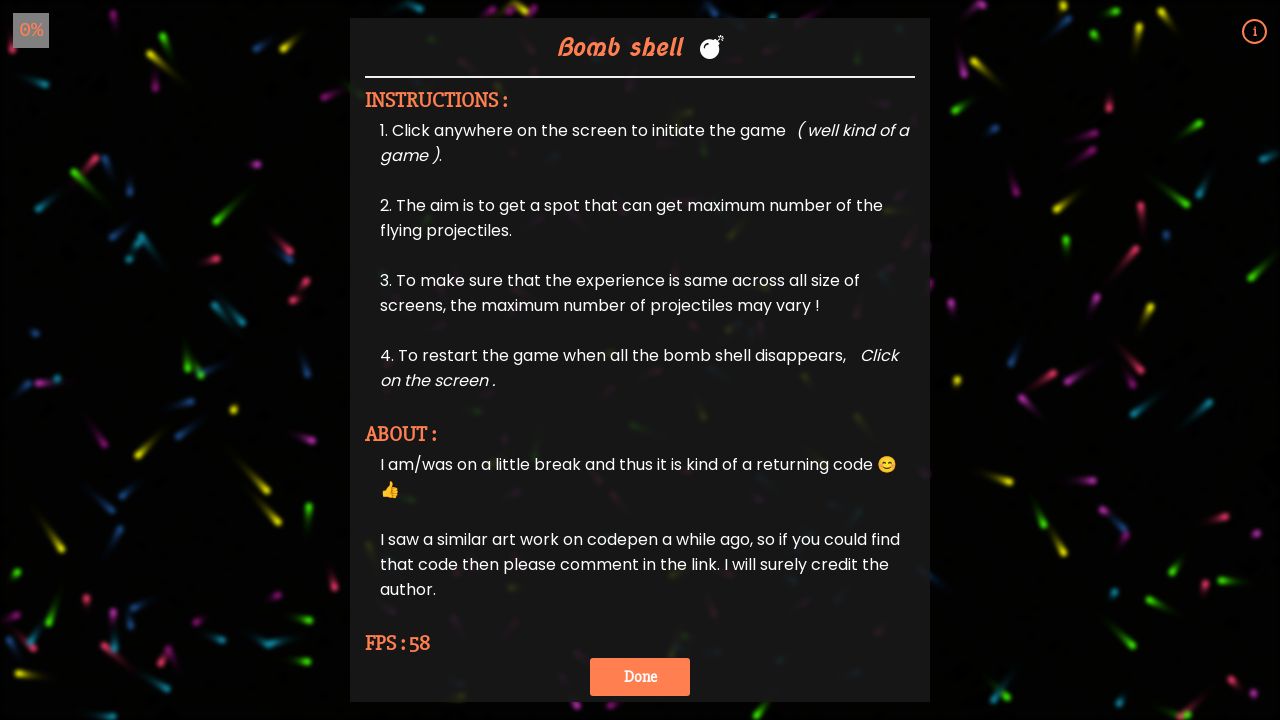 0%
i
Bomb shell 💣
INSTRUCTIONS :
1. Click anywhere on the screen to initiate the game ( well kind of a
game ).
2. The aim is to get a spot that can get maximum number of the
flying projectiles.
3. To make sure that the experience is same across all size of
screens, the maximum number of projectiles may vary !
4. To restart the game when all the bomb shell disappears, Click
on the screen .
ABOUT :
I am/was on a little break and thus it is kind of a returning code 😊
👍
I saw a similar art work on codepen a while ago, so if you could find
that code then please comment in the link. I will surely credit the
author.
FPS : 58
Done